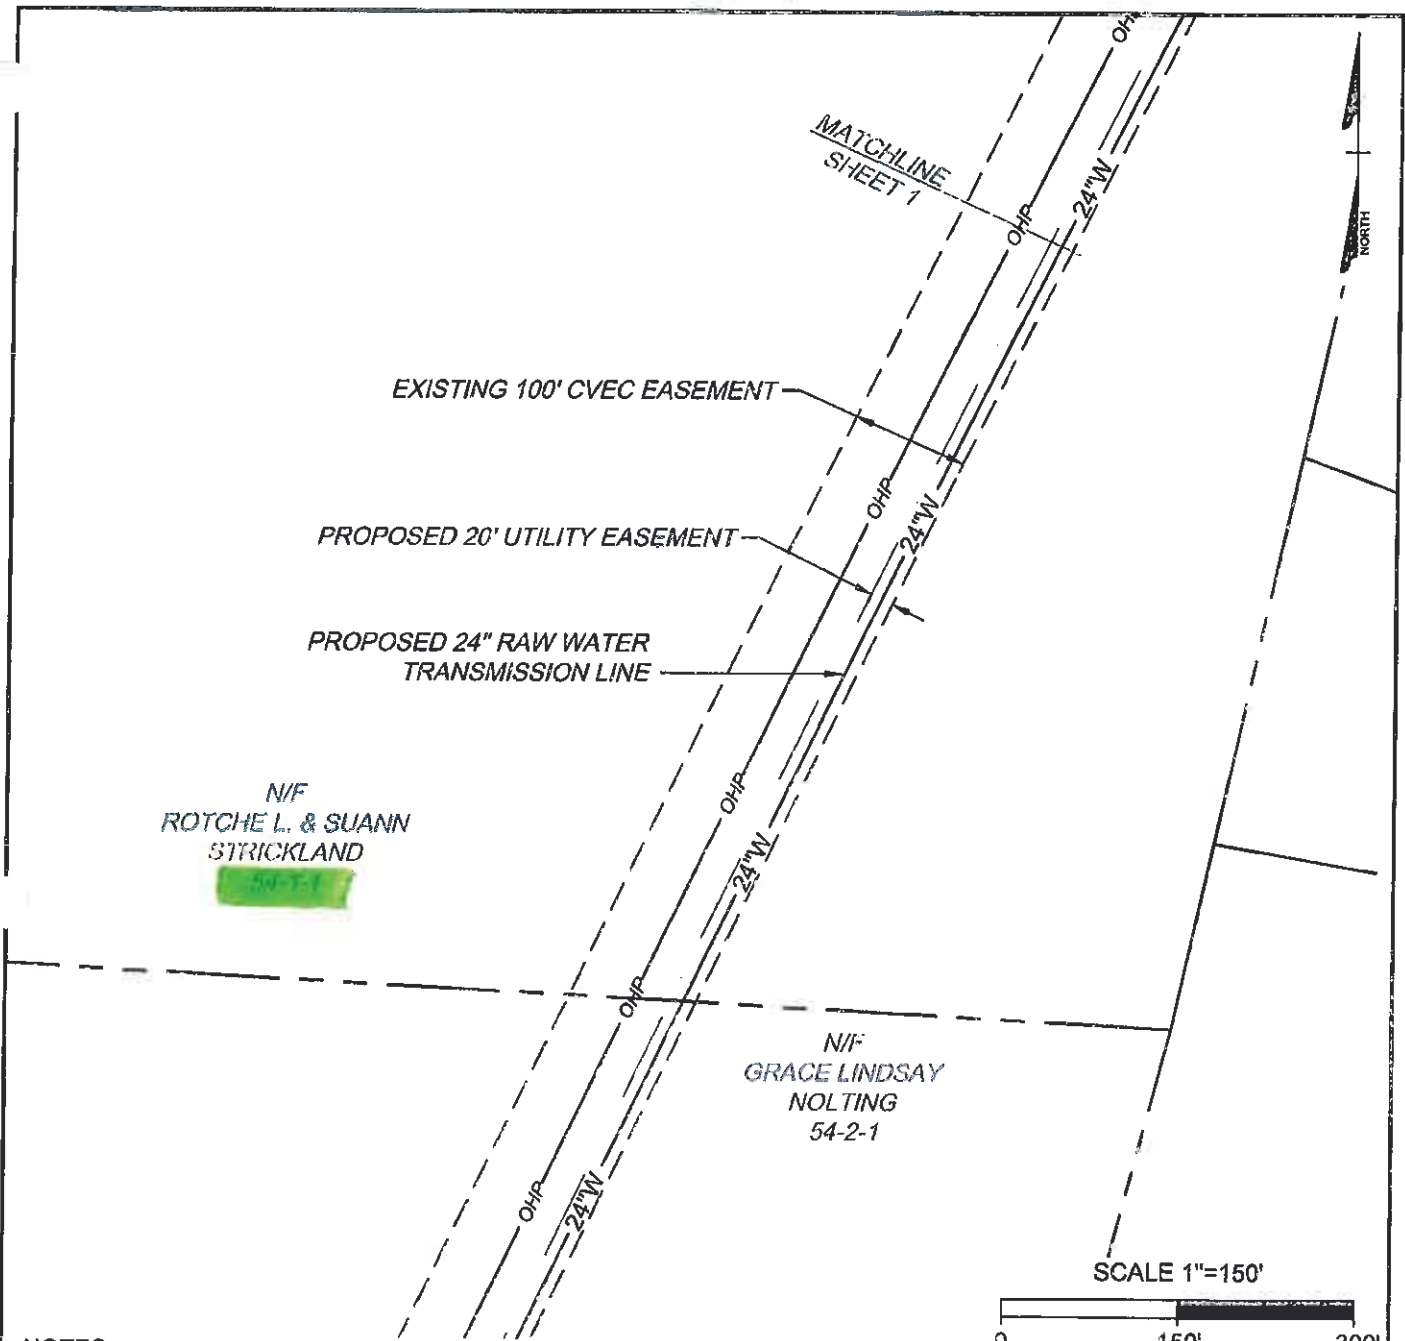 OHP
MATCHLINE
SHEET 1
24"W
OHP
NORTH
EXISTING 100' CVEC EASEMENT
OHP
24"W
PROPOSED 20' UTILITY EASEMENT
PROPOSED 24" RAW WATER
TRANSMISSION LINE
OHP
N/F
ROTCHE L. & SUANN
STRICKLAND
24"W
OHP
N/F
GRACE LINDSAY
NOLTING
54-2-1
OHP
24"W
SCALE 1"=150'
0 150' 300'
NOTES